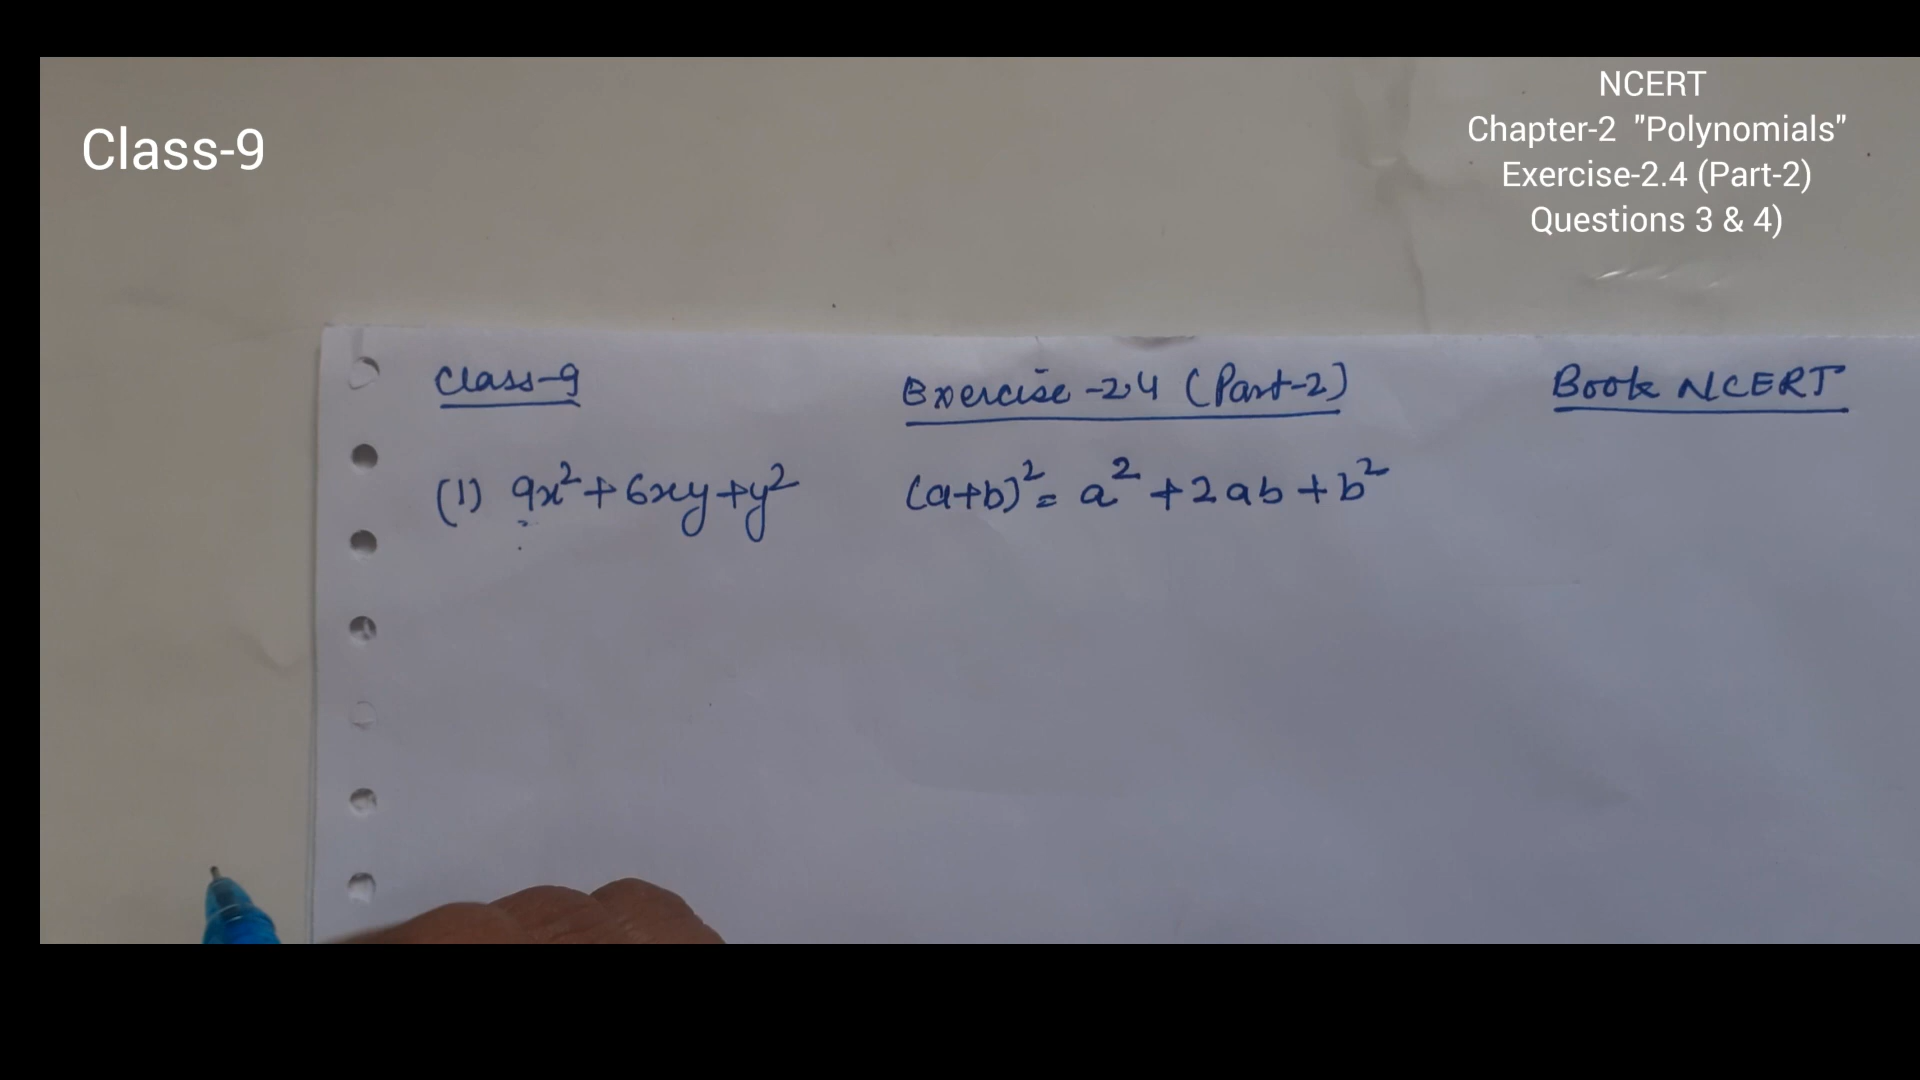 Class-9
NCERT
Chapter-2 "Polynomials"
Exercise-2.4 (Part-2)
Questions 3 & 4)
Class-9 Exercise-2.4 (Part-2) Book NCERT
(1) 9x²+6xy+y² (a+b)²= a²+2ab+b²